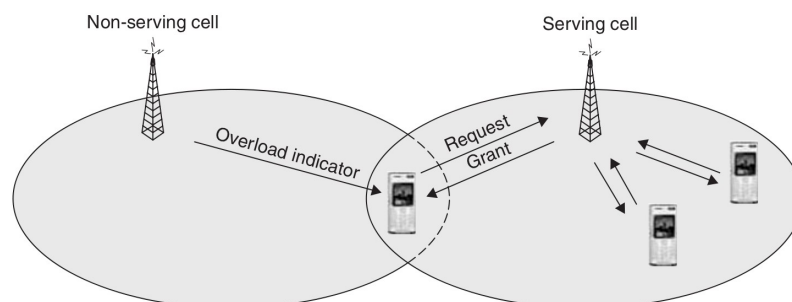 Non-serving cell
Serving cell
Overload indicator
Request
Grant